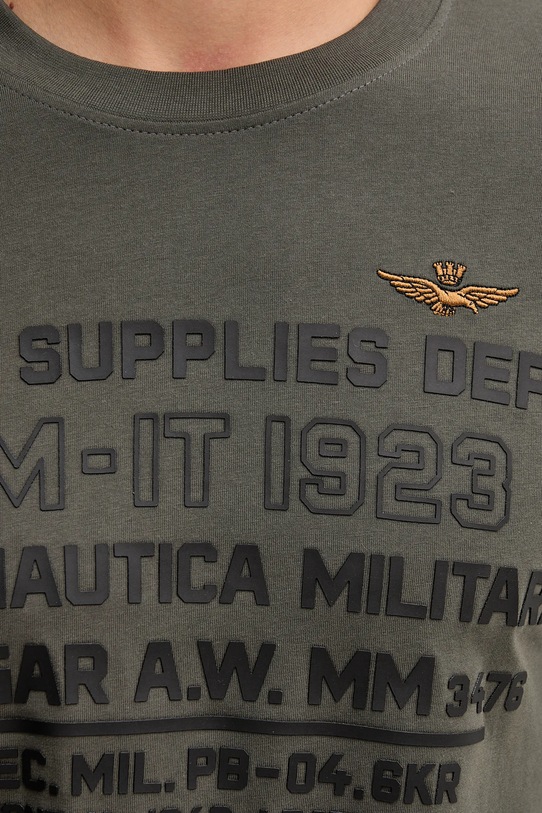 SUPPLIES DEP
M-IT 1923
NAUTICA MILITAR
GAR A.W. MM 3476
EC. MIL. PB-04.6KR